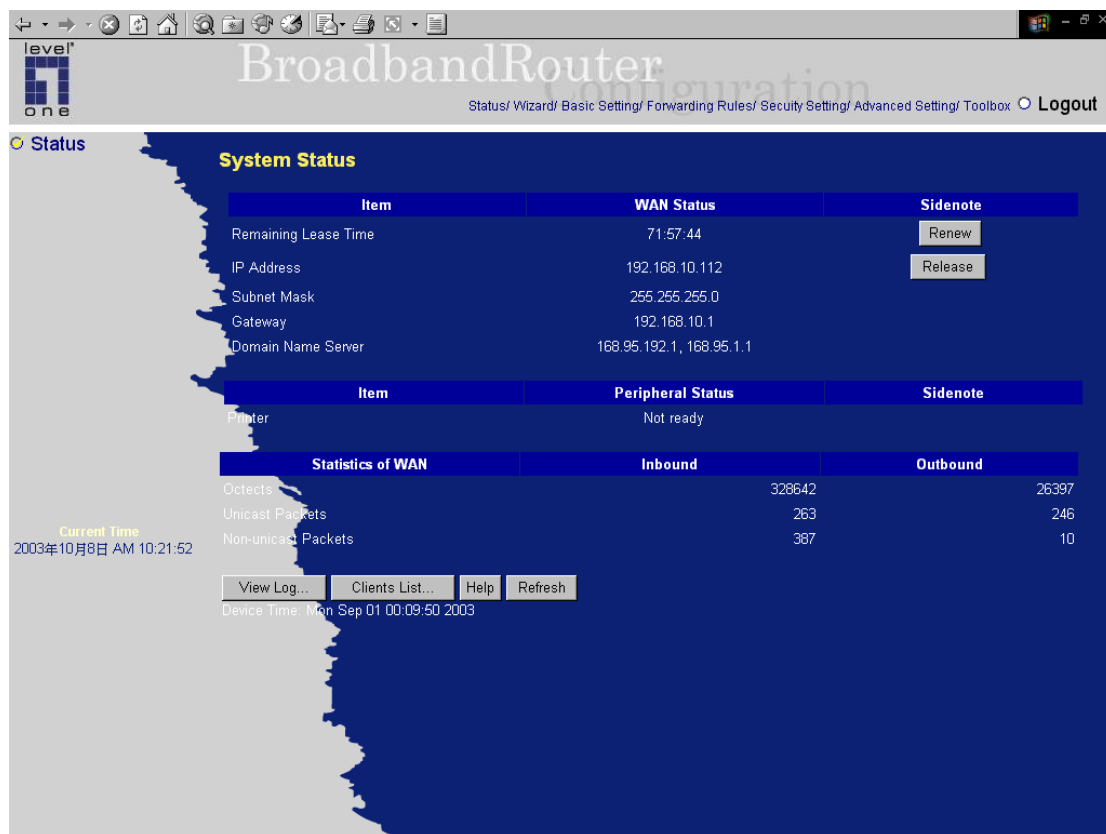 level
one
BroadbandRouter
Configuration
Status/ Wizard/ Basic Setting/ Forwarding Rules/ Secuity Setting/ Advanced Setting/ Toolbox Logout
Status
System Status
Item WAN Status Sidenote
Remaining Lease Time 71:57:44 Renew
IP Address 192.168.10.112 Release
Subnet Mask 255.255.255.0
Gateway 192.168.10.1
Domain Name Server 168.95.192.1, 168.95.1.1
Item Peripheral Status Sidenote
Printer Not ready
Statistics of WAN Inbound Outbound
Octects 328642 26397
Unicast Packets 263 246
Non-unicast Packets 387 10
Current Time
2003年10月8日 AM 10:21:52
View Log... Clients List... Help Refresh
Device Time: Mon Sep 01 00:09:50 2003